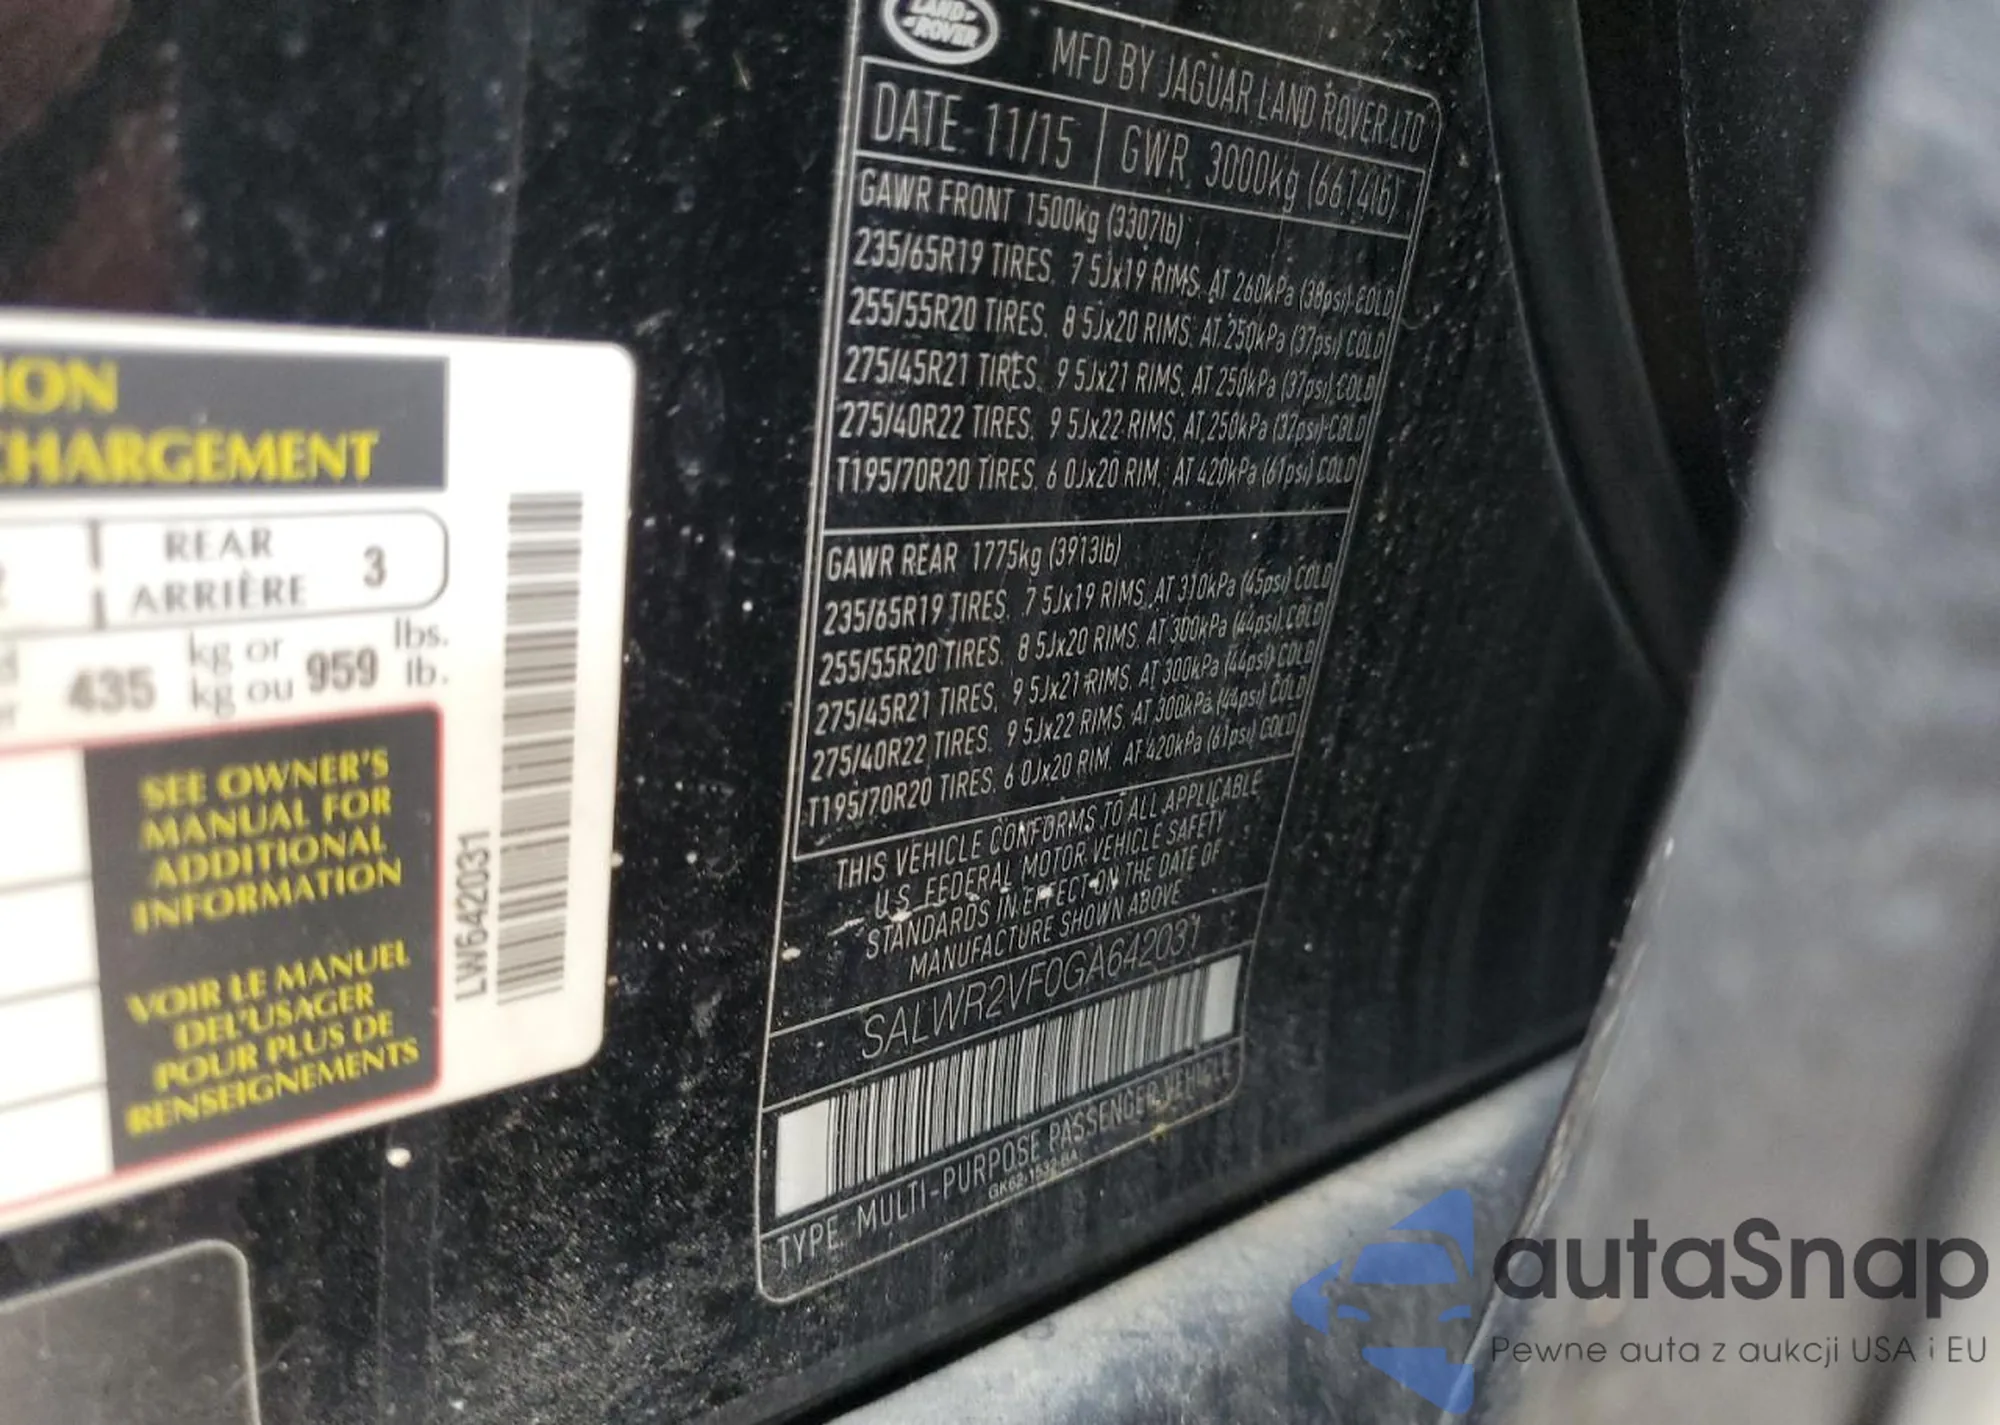 LAND-
-ROVER
MFD BY JAGUAR LAND ROVER LTD
DATE 11/15 GWR 3000kg (6614lb)
GAWR FRONT 1500kg (3307lb)
235/65R19 TIRES, 7 5Jx19 RIMS, AT 260kPa (38psi) COLD
255/55R20 TIRES, 8 5Jx20 RIMS, AT 250kPa (37psi) COLD
275/45R21 TIRES, 9 5Jx21 RIMS, AT 250kPa (37psi) COLD
275/40R22 TIRES, 9 5Jx22 RIMS, AT 250kPa (37psi) COLD
T195/70R20 TIRES, 6 0Jx20 RIM, AT 420kPa (61psi) COLD
GAWR REAR 1775kg (3913lb)
235/65R19 TIRES, 7 5Jx19 RIMS, AT 310kPa (45psi) COLD
255/55R20 TIRES, 8 5Jx20 RIMS, AT 300kPa (44psi) COLD
275/45R21 TIRES, 9 5Jx21 RIMS, AT 300kPa (44psi) COLD
275/40R22 TIRES, 9 5Jx22 RIMS, AT 300kPa (44psi) COLD
T195/70R20 TIRES, 6 0Jx20 RIM, AT 420kPa (61psi) COLD
THIS VEHICLE CONFORMS TO ALL APPLICABLE
U.S. FEDERAL MOTOR VEHICLE SAFETY
STANDARDS IN EFFECT ON THE DATE OF
MANUFACTURE SHOWN ABOVE
SALWR2VF0GA642031
TYPE: MULTI-PURPOSE PASSENGER VEHICLE
GK62-1532-BA
ION
CHARGEMENT
REAR
ARRIÈRE 3
435 kg or 959 lbs.
kg ou lb.
SEE OWNER'S
MANUAL FOR
ADDITIONAL
INFORMATION
VOIR LE MANUEL
DEL'USAGER
POUR PLUS DE
RENSEIGNEMENTS
LW642031
autaSnap
Pewne auta z aukcji USA i EU